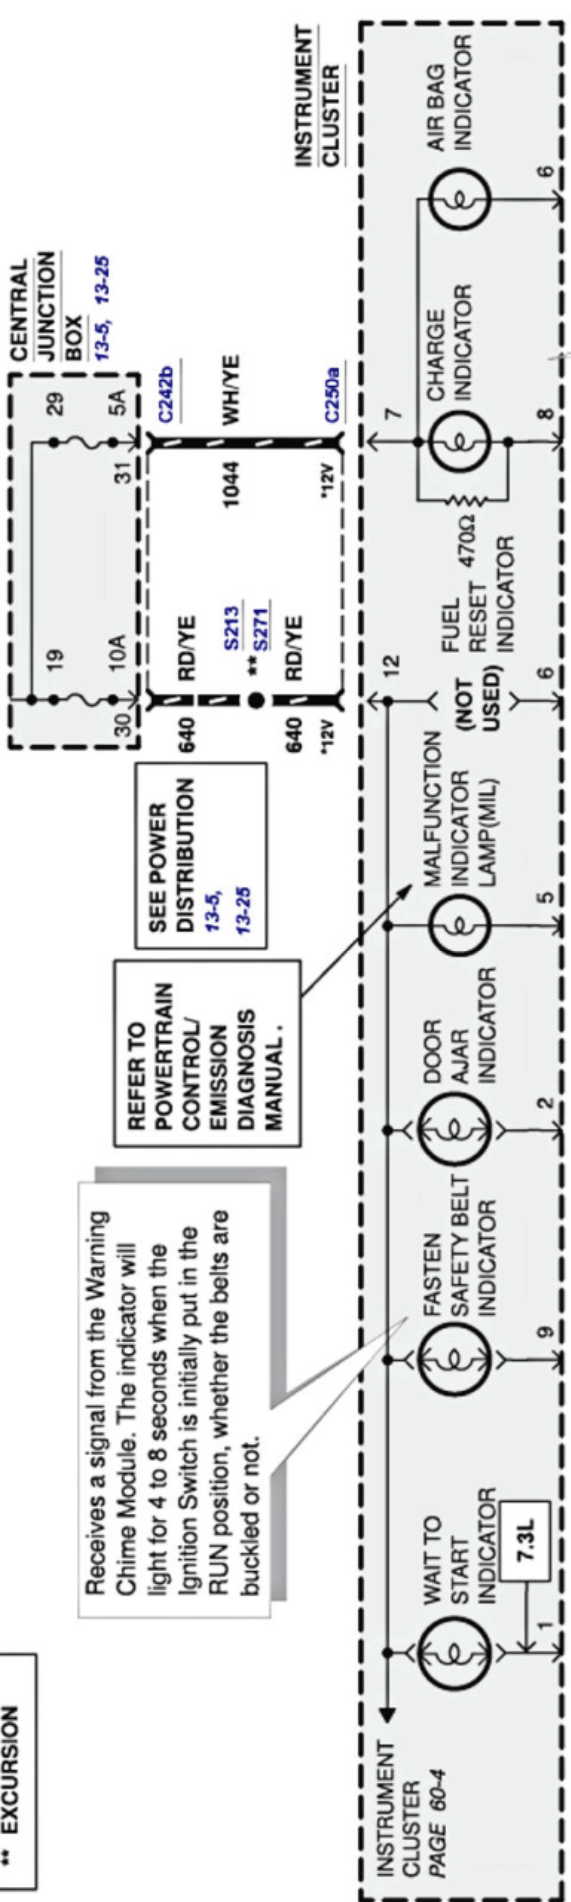 ** EXCURSION
CENTRAL
JUNCTION
BOX
13-5, 13-25
19
29
10A
5A
30
31
C242b
SEE POWER
DISTRIBUTION
13-5,
13-25
640
RD/YE
1044
WH/YE
S213
** S271
640
RD/YE
*12V
*12V
C250a
REFER TO
POWERTRAIN
CONTROL/
EMISSION
DIAGNOSIS
MANUAL.
Receives a signal from the Warning
Chime Module. The indicator will
light for 4 to 8 seconds when the
Ignition Switch is initially put in the
RUN position, whether the belts are
buckled or not.
INSTRUMENT
CLUSTER
12
7
INSTRUMENT
CLUSTER
PAGE 60-4
WAIT TO
START
INDICATOR
7.3L
1
FASTEN
SAFETY BELT
INDICATOR
9
DOOR
AJAR
INDICATOR
2
MALFUNCTION
INDICATOR
LAMP(MIL)
5
(NOT
USED)
6
FUEL
RESET
INDICATOR
470Ω
CHARGE
INDICATOR
8
AIR BAG
INDICATOR
6